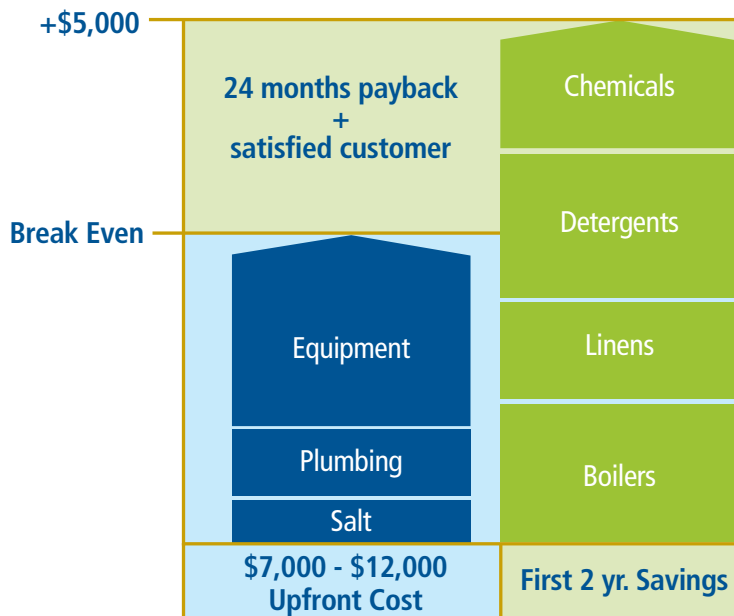 +$5,000
24 months payback
+
satisfied customer
Break Even
Equipment
Plumbing
Salt
$7,000 - $12,000
Upfront Cost
Chemicals
Detergents
Linens
Boilers
First 2 yr. Savings